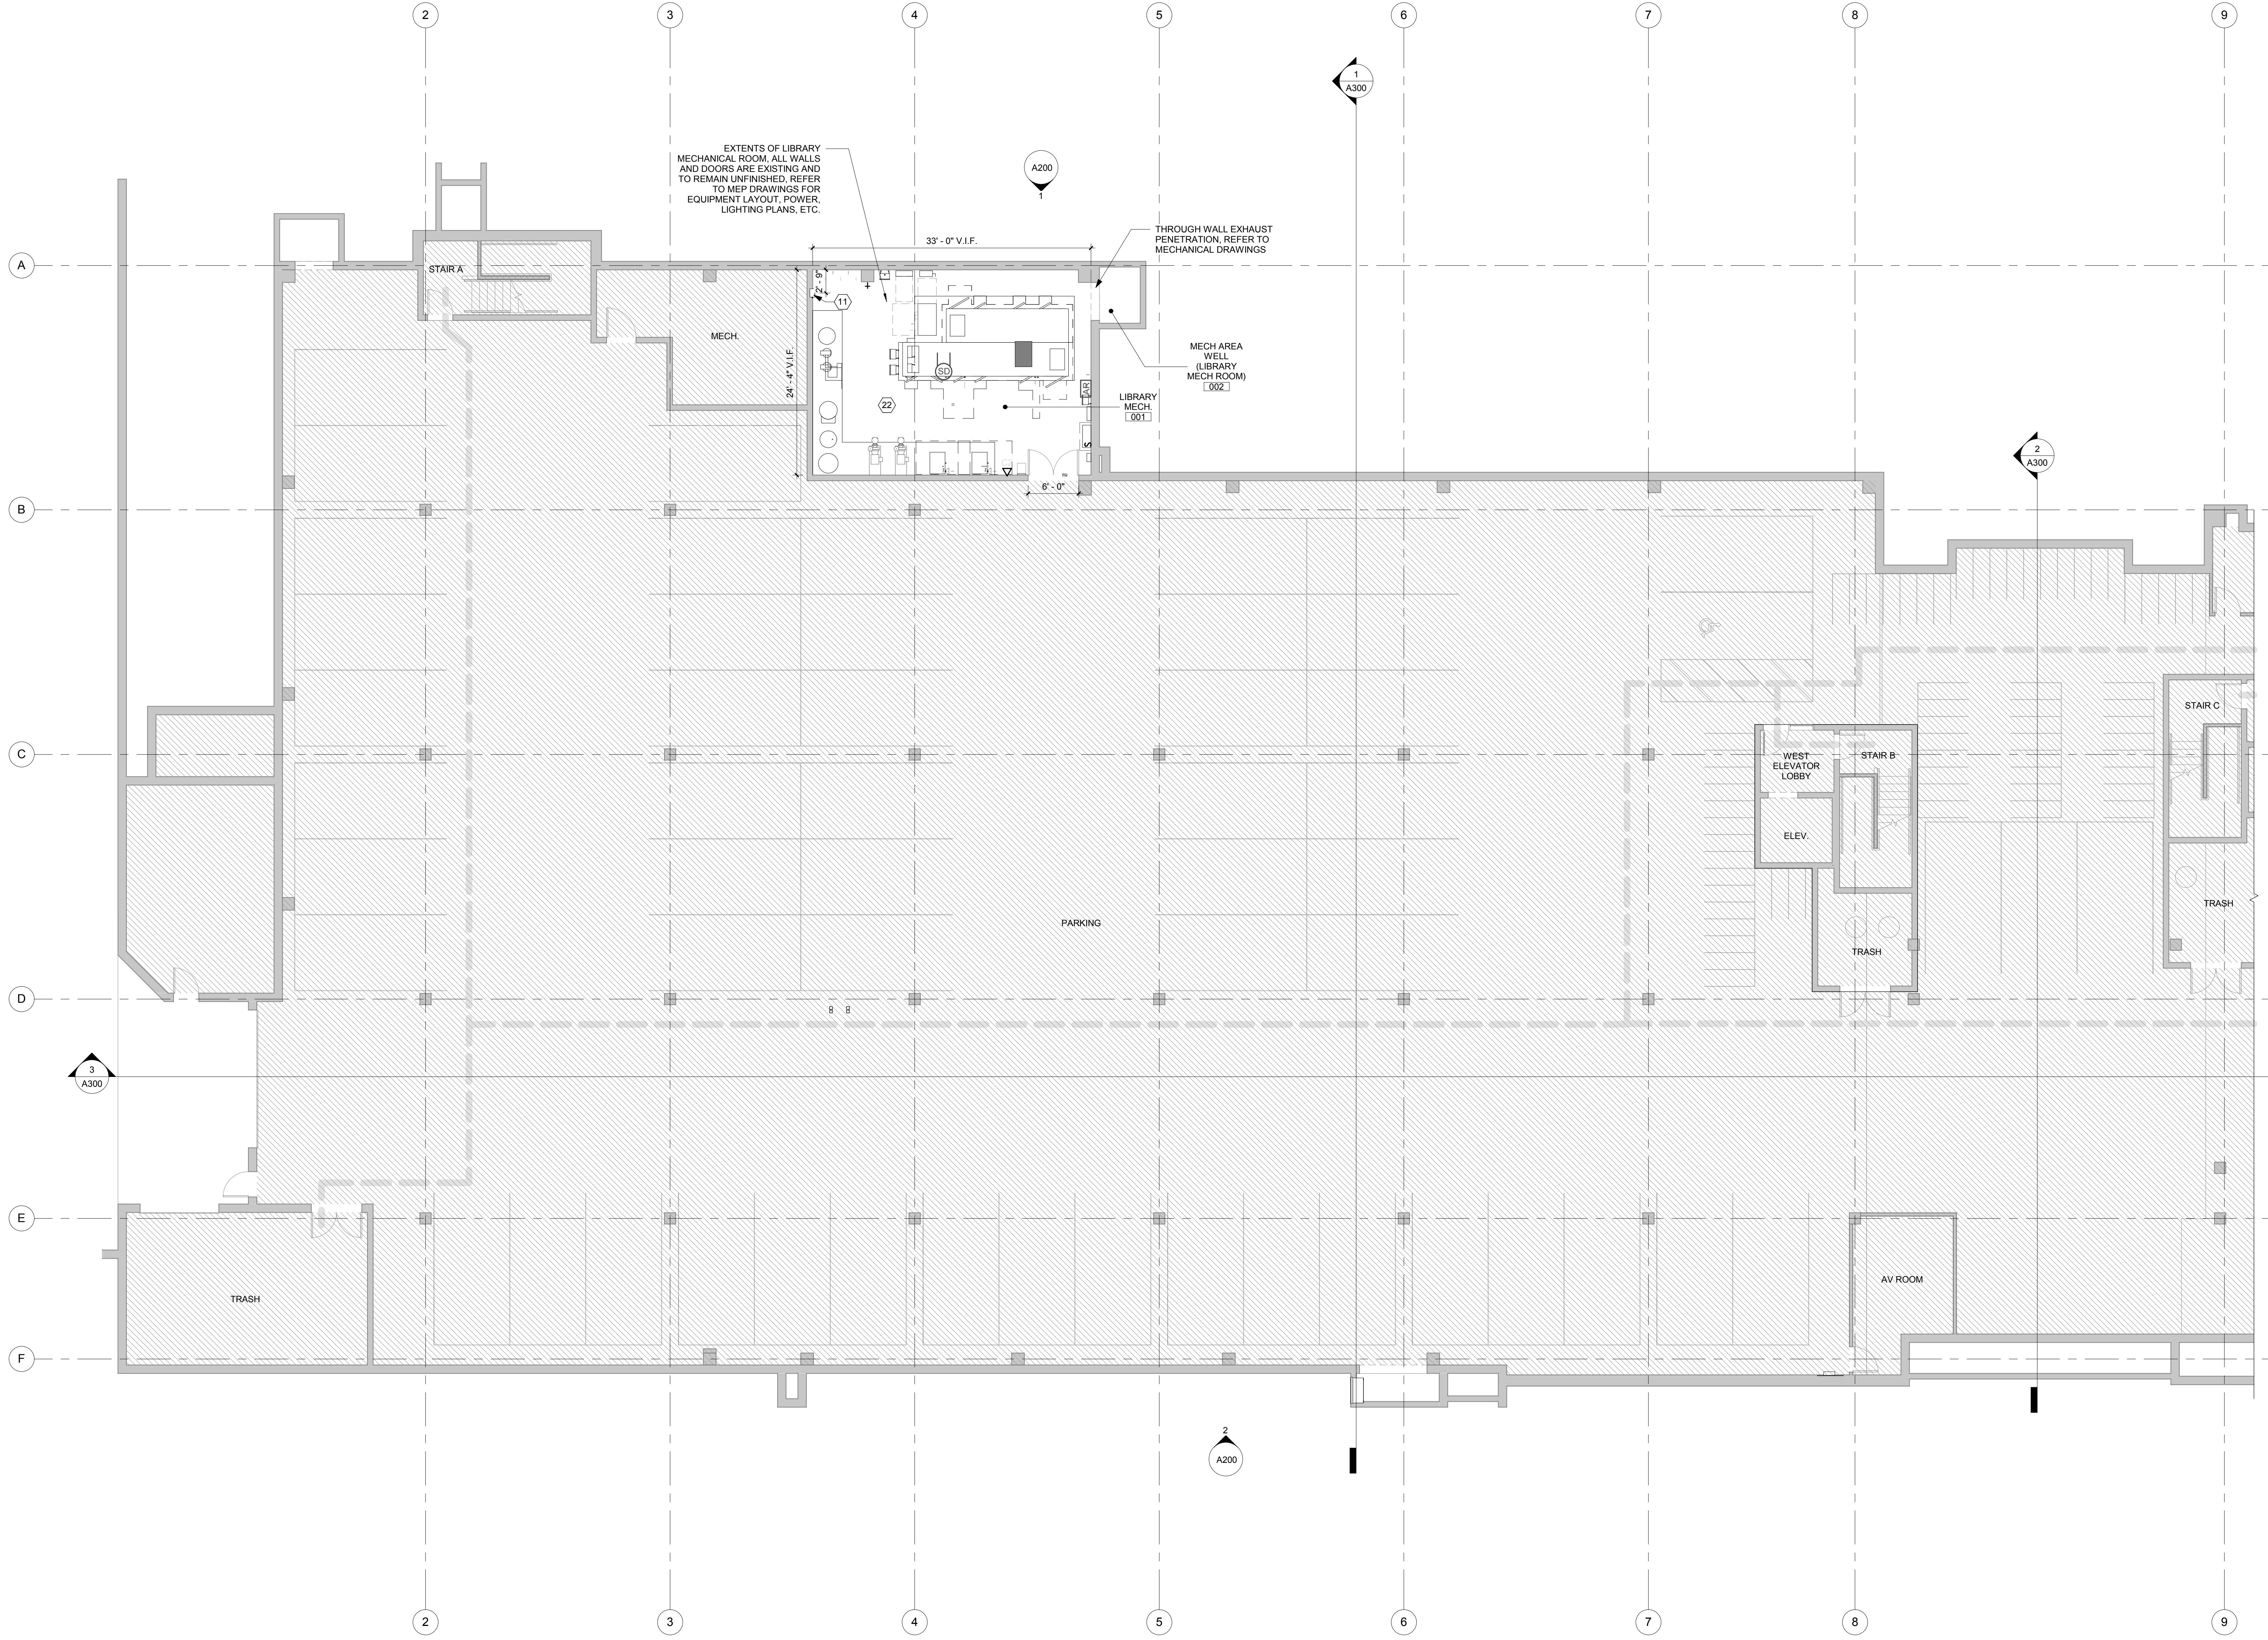 2
3
4
5
6
7
8
9
1
A300
EXTENTS OF LIBRARY
MECHANICAL ROOM, ALL WALLS
AND DOORS ARE EXISTING AND
TO REMAIN UNFINISHED, REFER
TO MEP DRAWINGS FOR
EQUIPMENT LAYOUT, POWER,
LIGHTING PLANS, ETC.
A200
1
THROUGH WALL EXHAUST
PENETRATION, REFER TO
MECHANICAL DRAWINGS
33' - 0" V.I.F.
A
STAIR A
2' - 9"
11
MECH.
24' - 4" V.I.F.
SD
MECH AREA
WELL
(LIBRARY
MECH ROOM)
002
22
LIBRARY
MECH.
001
S
6' - 0"
2
A300
B
STAIR C
C
WEST
ELEVATOR
LOBBY
STAIR B
ELEV.
PARKING
TRASH
TRASH
D
3
A300
E
TRASH
AV ROOM
F
2
A200
2
3
4
5
6
7
8
9